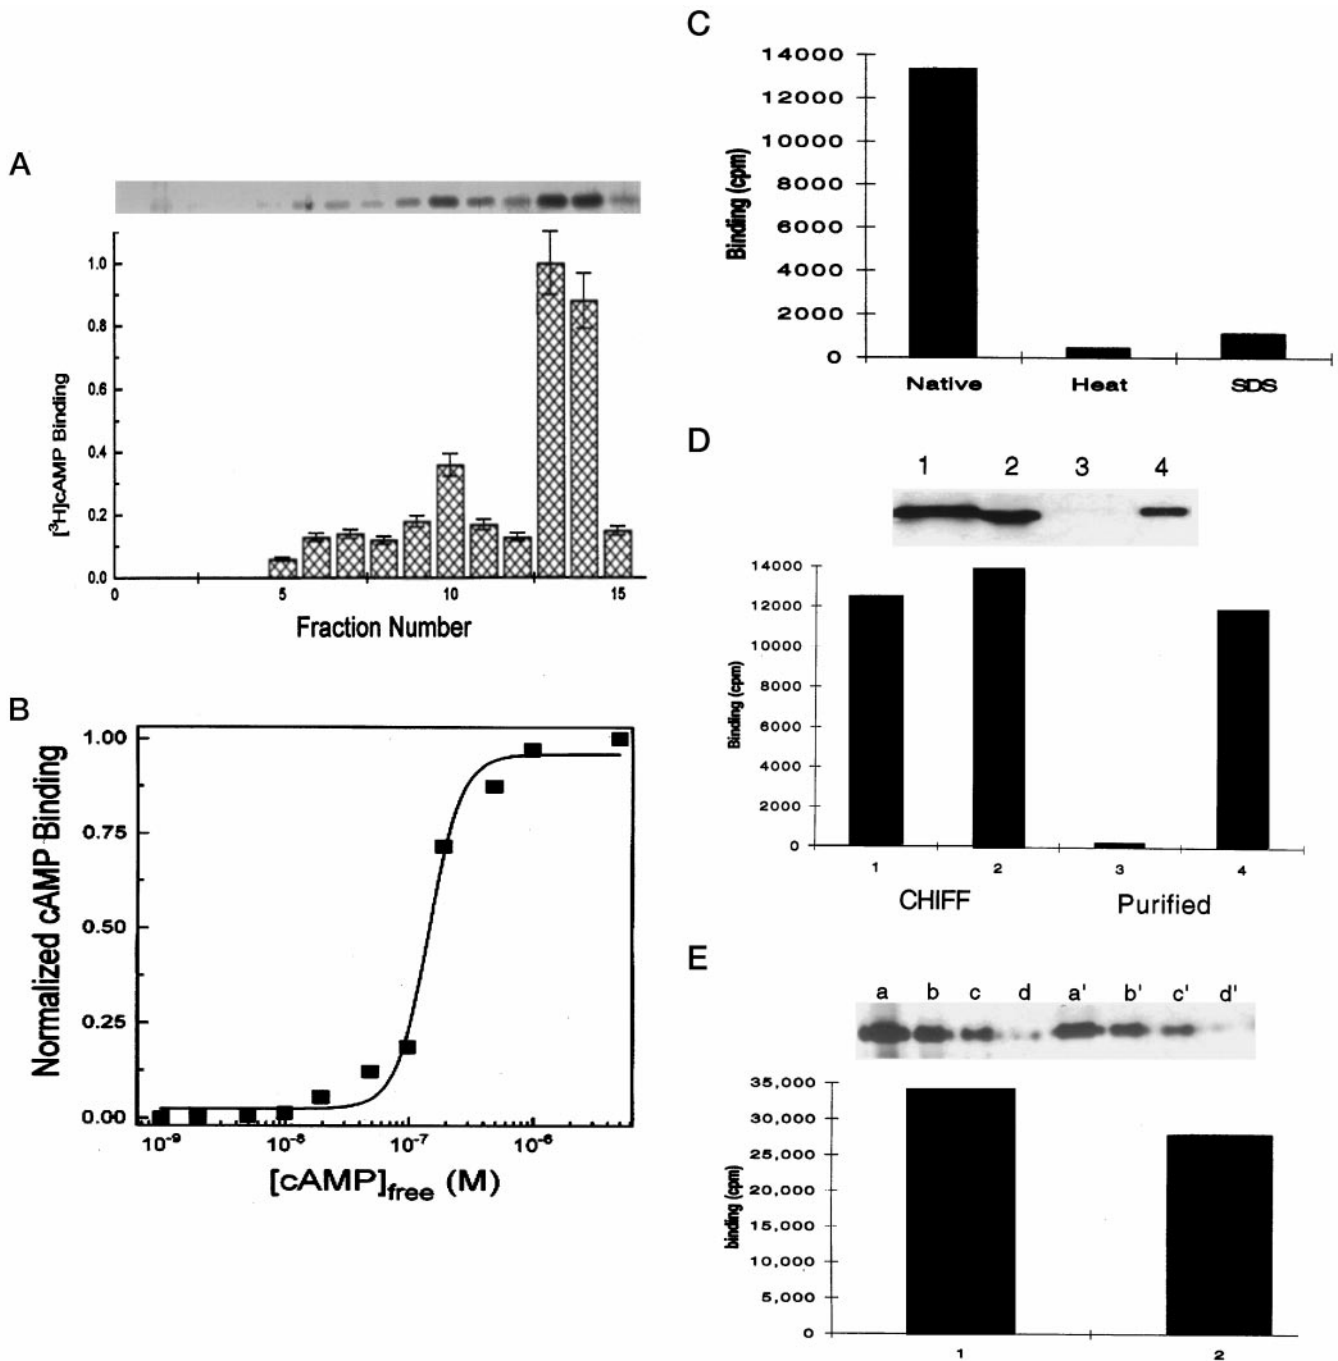 A
1.0
0.8
0.6
0.4
0.2
0.0
[³H]cAMP Binding
0 5 10 15
Fraction Number
B
1.00
0.75
0.50
0.25
0.00
Normalized cAMP Binding
10⁻⁹ 10⁻⁸ 10⁻⁷ 10⁻⁶
[cAMP]free (M)
C
14000
12000
10000
8000
6000
4000
2000
0
Binding (cpm)
Native Heat SDS
D
1 2 3 4
14000
12000
10000
8000
6000
4000
2000
0
Binding (cpm)
1 2 3 4
CHIFF Purified
E
a b c d a' b' c' d'
35,000
30,000
25,000
20,000
15,000
10,000
5,000
0
binding (cpm)
1 2